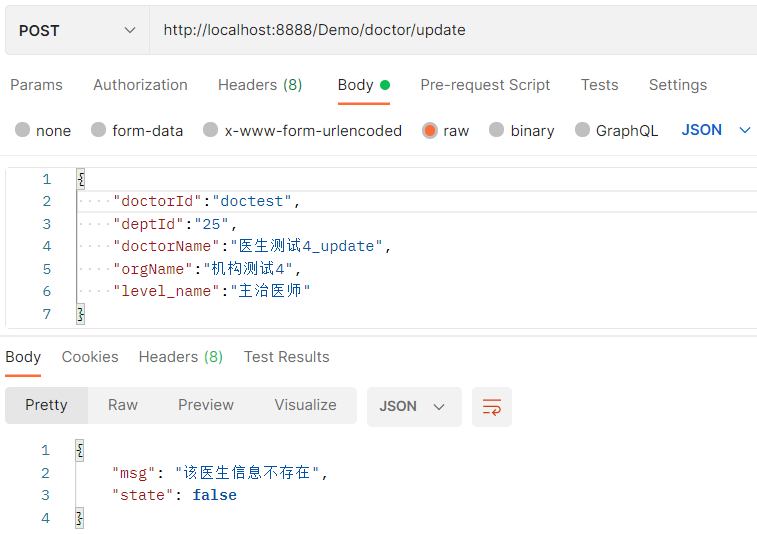 POST http://localhost:8888/Demo/doctor/update
Params Authorization Headers (8) Body Pre-request Script Tests Settings
none form-data x-www-form-urlencoded raw binary GraphQL JSON
1 {
2 "doctorId":"doctest",
3 "deptId":"25",
4 "doctorName":"医生测试4_update",
5 "orgName":"机构测试4",
6 "level_name":"主治医师"
7 }
Body Cookies Headers (8) Test Results
Pretty Raw Preview Visualize JSON
1 {
2 "msg": "该医生信息不存在",
3 "state": false
4 }